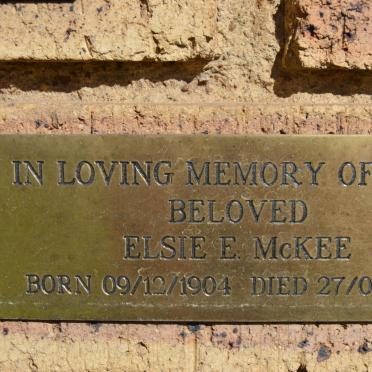 IN LOVING MEMORY OF
BELOVED
ELSIE E. McKEE
BORN 09/12/1904 DIED 27/0